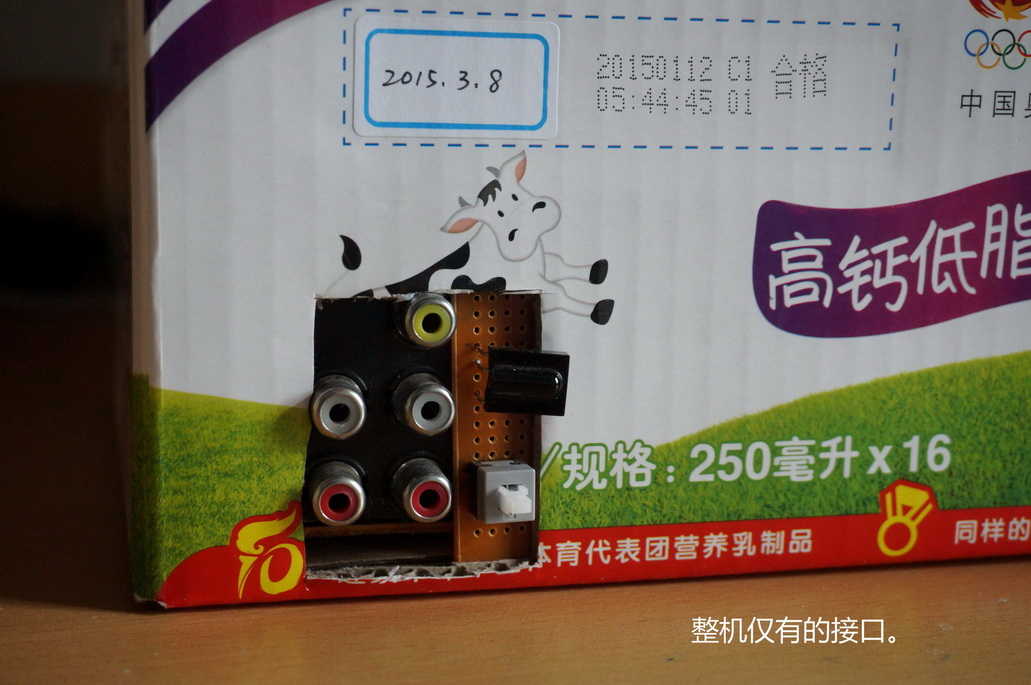 2015.3.8
20150112 C1 合格
05:44:45 01
中国
高钙低脂
/规格:250毫升x16
体育代表团营养乳制品
同样的
整机仅有的接口。